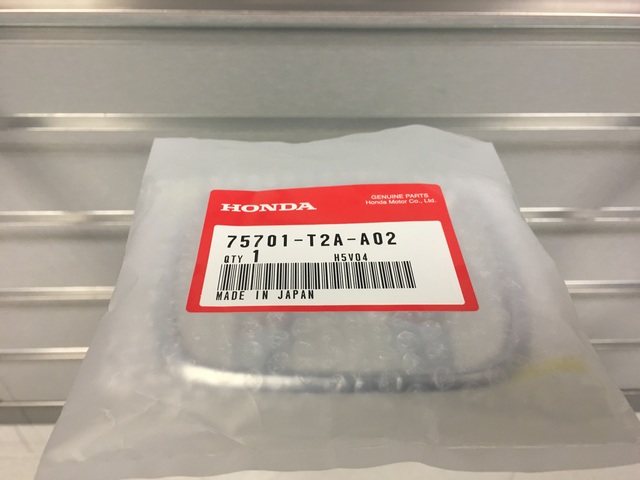 HONDA
GENUINE PARTS
Honda Motor Co., Ltd.
75701-T2A-A02
QTY 1 H5V04
MADE IN JAPAN